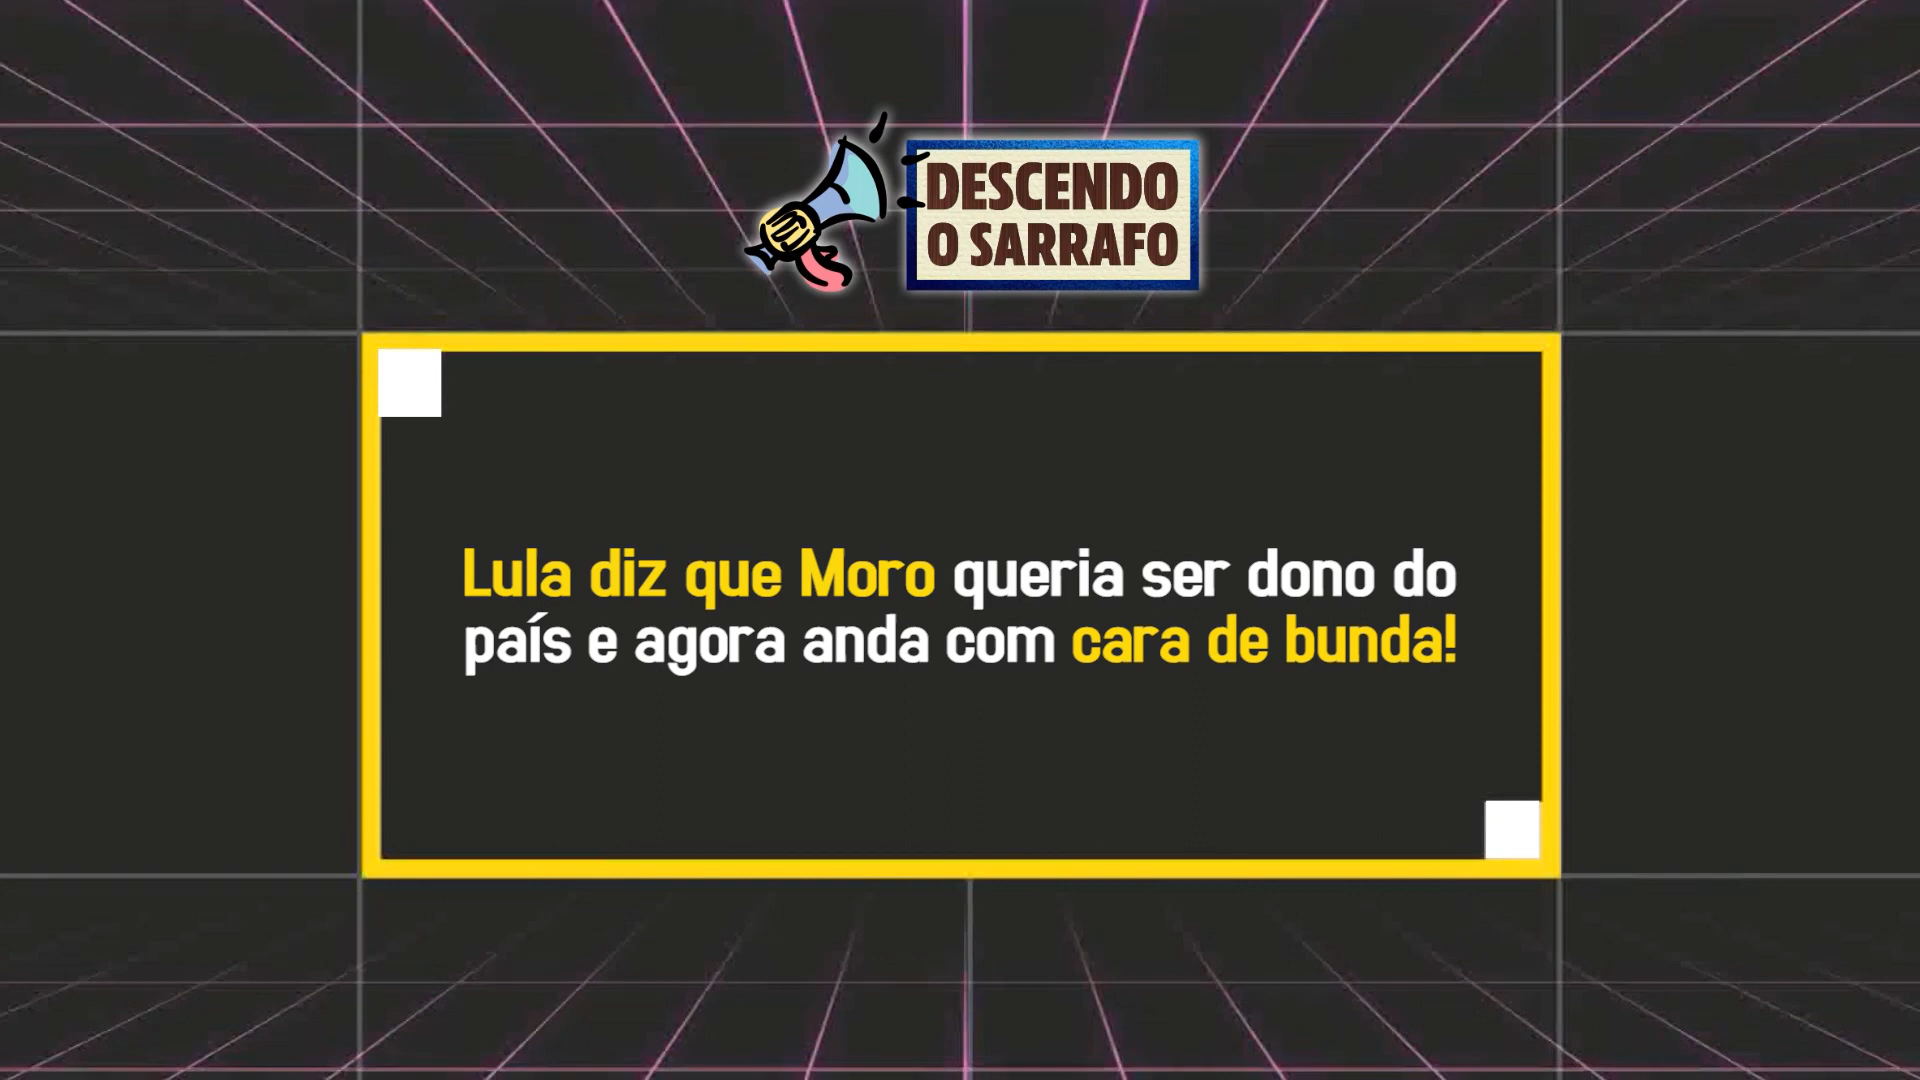 DESCENDO
O SARRAFO
Lula diz que Moro queria ser dono do
país e agora anda com cara de bunda!